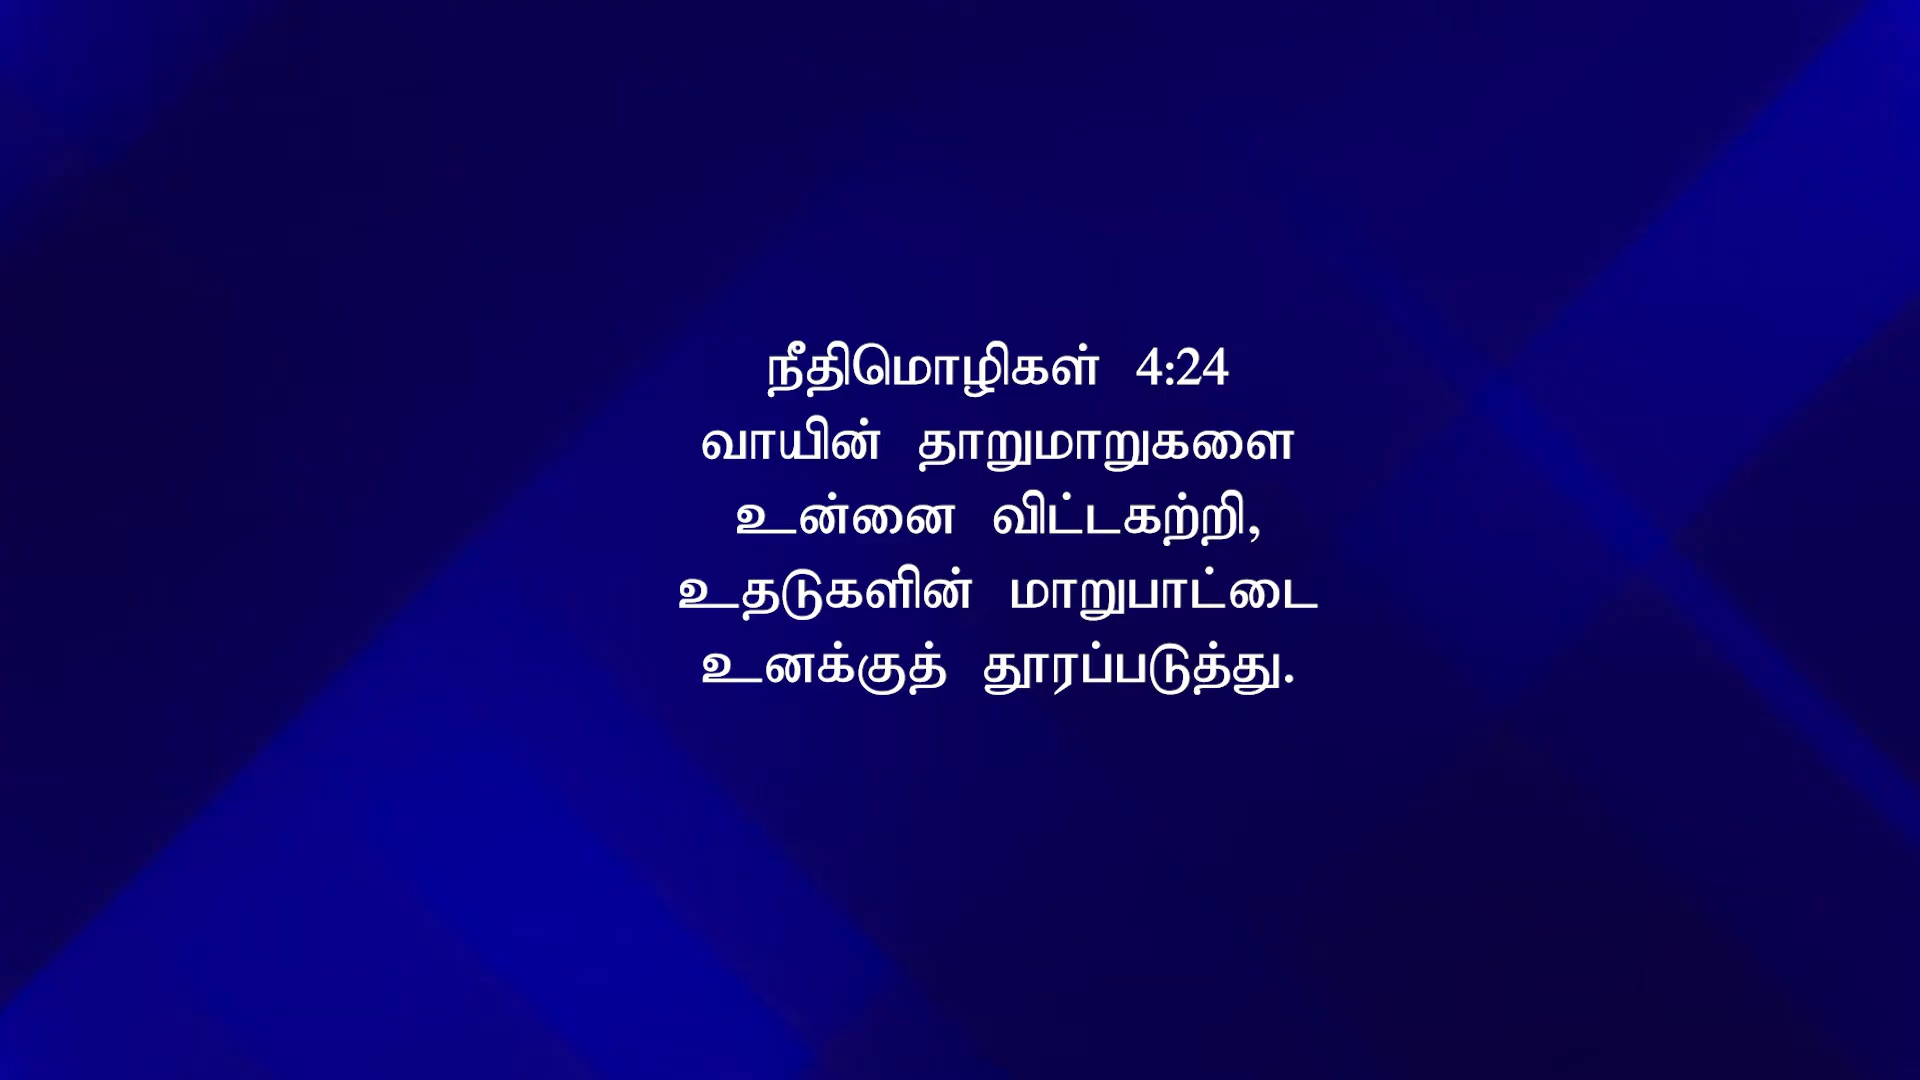 நீதிமொழிகள் 4:24
வாயின் தாறுமாறுகளை
உன்னை விட்டகற்றி,
உதடுகளின் மாறுபாட்டை
உனக்குத் தூரப்படுத்து.